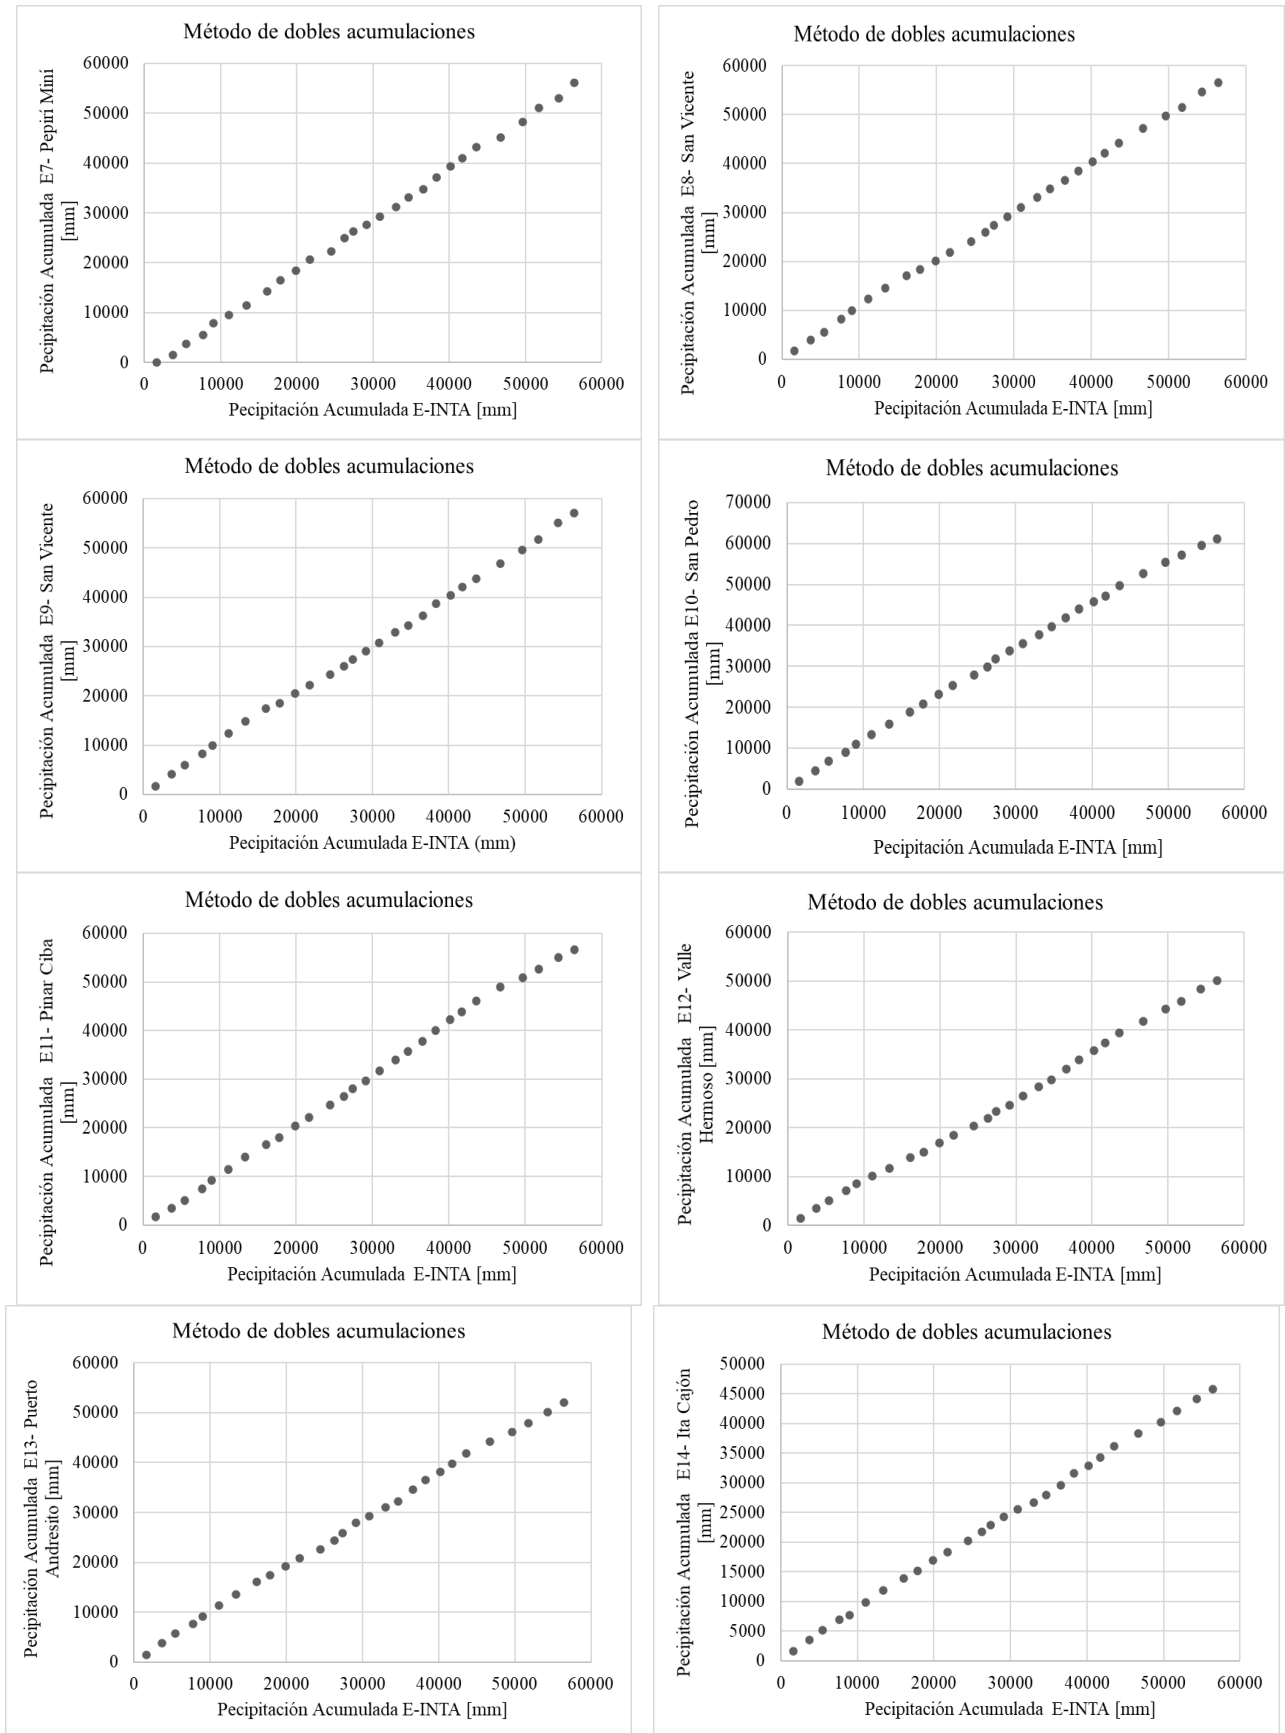 Método de dobles acumulaciones
Pecipitación Acumulada E7- Pepirí Miní
[mm]
60000
50000
40000
30000
20000
10000
0
0 10000 20000 30000 40000 50000 60000
Pecipitación Acumulada E-INTA [mm]
Método de dobles acumulaciones
Pecipitación Acumulada E8- San Vicente
[mm]
60000
50000
40000
30000
20000
10000
0
0 10000 20000 30000 40000 50000 60000
Pecipitación Acumulada E-INTA [mm]
Método de dobles acumulaciones
Pecipitación Acumulada E9- San Vicente
[mm]
60000
50000
40000
30000
20000
10000
0
0 10000 20000 30000 40000 50000 60000
Pecipitación Acumulada E-INTA (mm)
Método de dobles acumulaciones
Pecipitación Acumulada E10- San Pedro
[mm]
70000
60000
50000
40000
30000
20000
10000
0
0 10000 20000 30000 40000 50000 60000
Pecipitación Acumulada E-INTA [mm]
Método de dobles acumulaciones
Pecipitación Acumulada E11- Pinar Ciba
[mm]
60000
50000
40000
30000
20000
10000
0
0 10000 20000 30000 40000 50000 60000
Pecipitación Acumulada E-INTA [mm]
Método de dobles acumulaciones
Pecipitación Acumulada E12- Valle
Hermoso [mm]
60000
50000
40000
30000
20000
10000
0
0 10000 20000 30000 40000 50000 60000
Pecipitación Acumulada E-INTA [mm]
Método de dobles acumulaciones
Pecipitación Acumulada E13- Puerto
Andresito [mm]
60000
50000
40000
30000
20000
10000
0
0 10000 20000 30000 40000 50000 60000
Pecipitación Acumulada E-INTA [mm]
Método de dobles acumulaciones
Pecipitación Acumulada E14- Ita Cajón
[mm]
50000
45000
40000
35000
30000
25000
20000
15000
10000
5000
0
0 10000 20000 30000 40000 50000 60000
Pecipitación Acumulada E-INTA [mm]